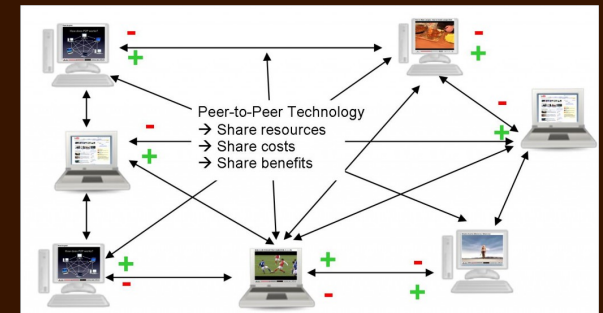 Peer-to-Peer Technology
→ Share resources
→ Share costs
→ Share benefits